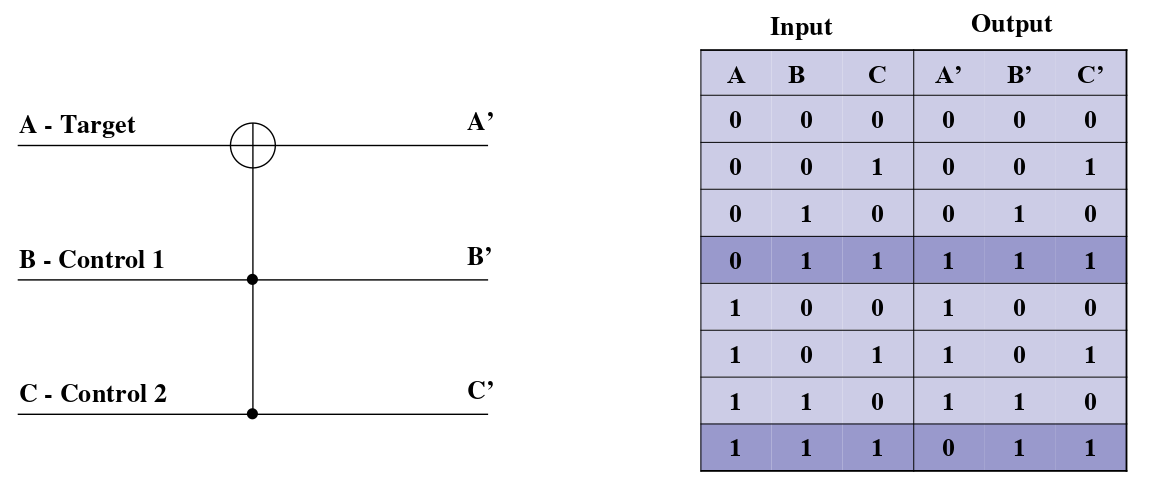 A - Target
A’
B - Control 1
B’
C - Control 2
C’
Input Output
A B C A’ B’ C’
0 0 0 0 0 0
0 0 1 0 0 1
0 1 0 0 1 0
0 1 1 1 1 1
1 0 0 1 0 0
1 0 1 1 0 1
1 1 0 1 1 0
1 1 1 0 1 1